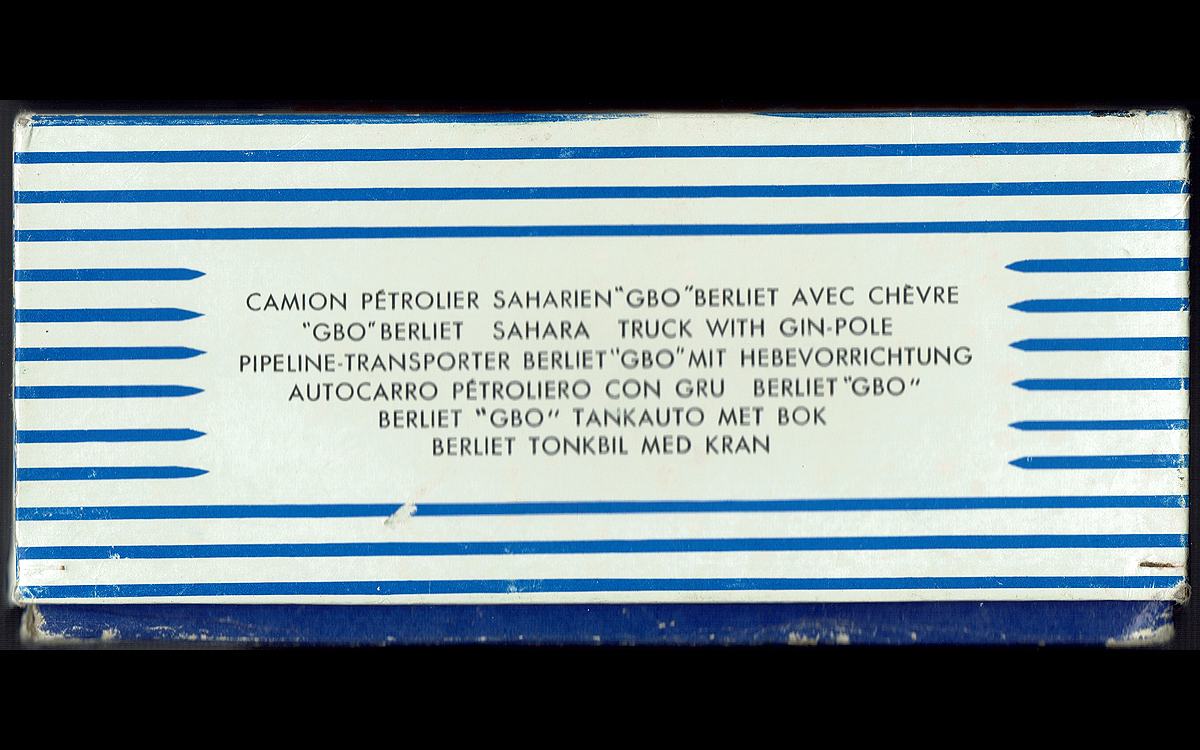 CAMION PÉTROLIER SAHARIEN "GBO" BERLIET AVEC CHÈVRE
"GBO" BERLIET SAHARA TRUCK WITH GIN-POLE
PIPELINE-TRANSPORTER BERLIET "GBO" MIT HEBEVORRICHTUNG
AUTOCARRO PÉTROLIERO CON GRU BERLIET "GBO"
BERLIET "GBO" TANKAUTO MET BOK
BERLIET TONKBIL MED KRAN